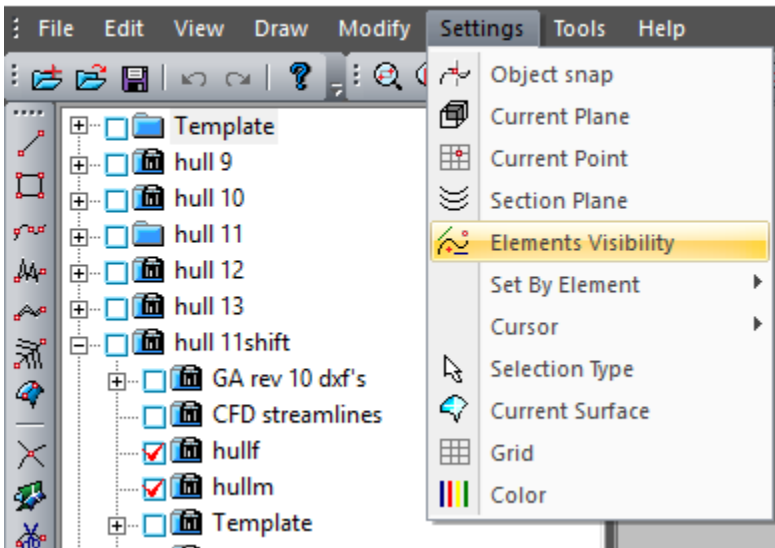 File Edit View Draw Modify Settings Tools Help
Template
hull 9
hull 10
hull 11
hull 12
hull 13
hull 11shift
GA rev 10 dxf's
CFD streamlines
hullf
hullm
Template
Object snap
Current Plane
Current Point
Section Plane
Elements Visibility
Set By Element
Cursor
Selection Type
Current Surface
Grid
Color